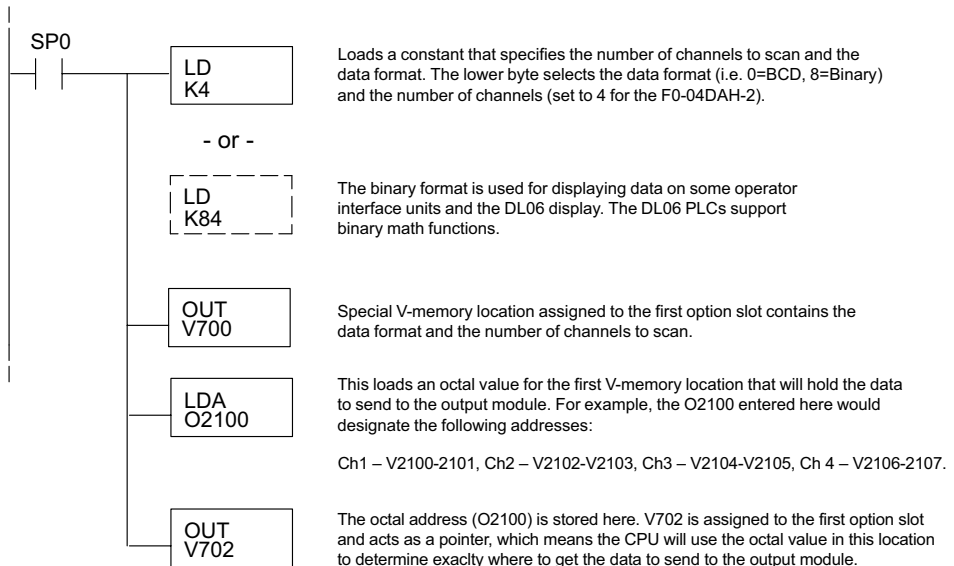 SP0
LD
K4
Loads a constant that specifies the number of channels to scan and the
data format. The lower byte selects the data format (i.e. 0=BCD, 8=Binary)
and the number of channels (set to 4 for the F0-04DAH-2).
- or -
LD
K84
The binary format is used for displaying data on some operator
interface units and the DL06 display. The DL06 PLCs support
binary math functions.
OUT
V700
Special V-memory location assigned to the first option slot contains the
data format and the number of channels to scan.
LDA
O2100
This loads an octal value for the first V-memory location that will hold the data
to send to the output module. For example, the O2100 entered here would
designate the following addresses:
Ch1 – V2100-2101, Ch2 – V2102-V2103, Ch3 – V2104-V2105, Ch 4 – V2106-2107.
OUT
V702
The octal address (O2100) is stored here. V702 is assigned to the first option slot
and acts as a pointer, which means the CPU will use the octal value in this location
to determine exaclty where to get the data to send to the output module.